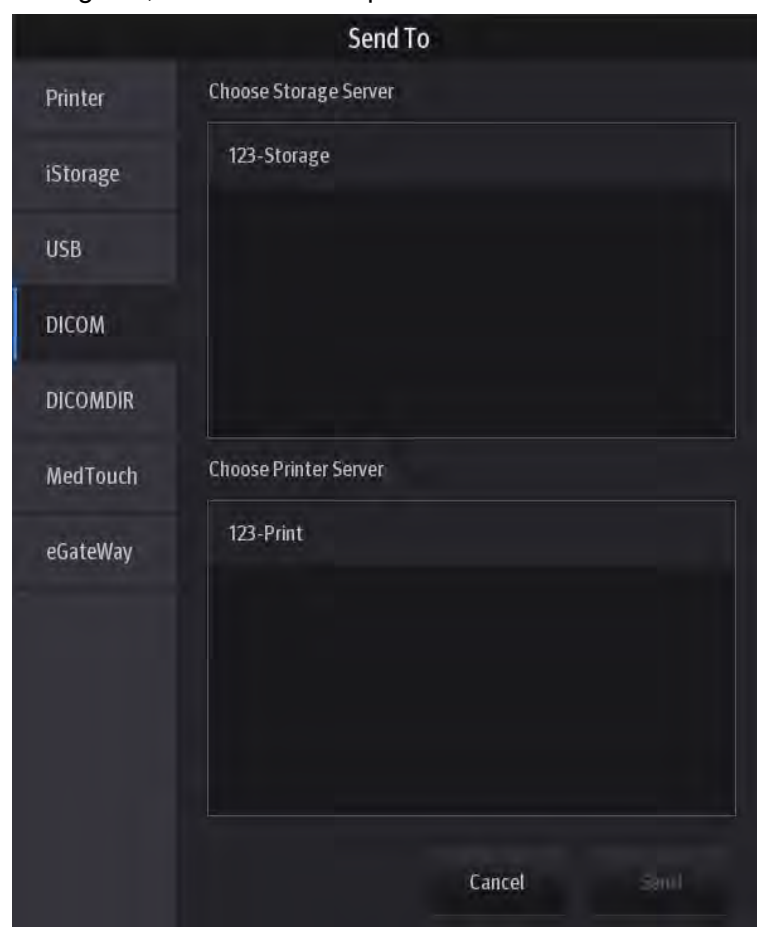 Send To
Printer
iStorage
USB
DICOM
DICOMDIR
MedTouch
eGateWay
Choose Storage Server
123-Storage
Choose Printer Server
123-Print
Cancel
Send